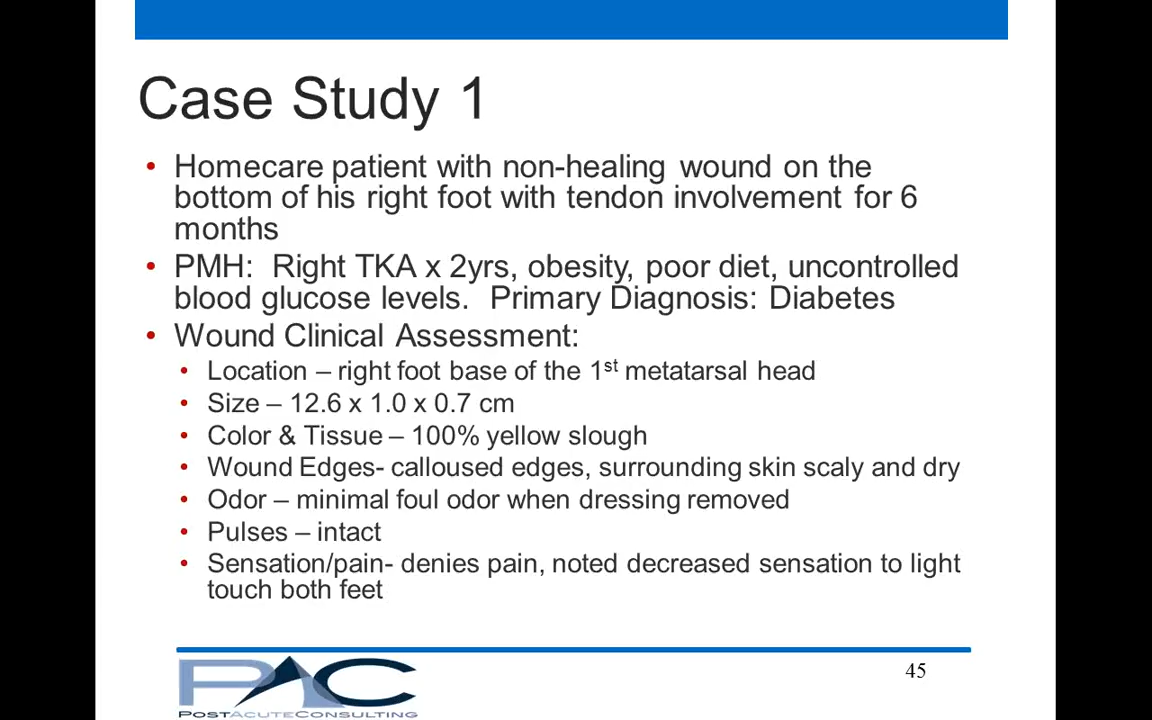 Case Study 1
• Homecare patient with non-healing wound on the
bottom of his right foot with tendon involvement for 6
months
• PMH: Right TKA x 2yrs, obesity, poor diet, uncontrolled
blood glucose levels. Primary Diagnosis: Diabetes
• Wound Clinical Assessment:
• Location – right foot base of the 1st metatarsal head
• Size – 12.6 x 1.0 x 0.7 cm
• Color & Tissue – 100% yellow slough
• Wound Edges- calloused edges, surrounding skin scaly and dry
• Odor – minimal foul odor when dressing removed
• Pulses – intact
• Sensation/pain- denies pain, noted decreased sensation to light
touch both feet
PAC
POSTACUTECONSULTING
45